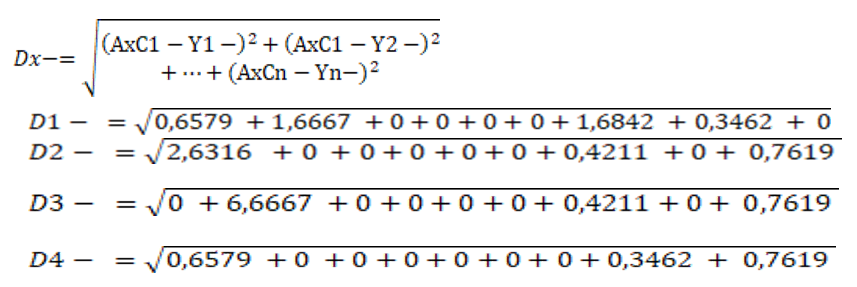 Dx−= √(AxC1 − Y1 −)² + (AxC1 − Y2 −)²
+ ⋯ + (AxCn − Yn−)²
D1 − = √0,6579 + 1,6667 + 0 + 0 + 0 + 0 + 1,6842 + 0,3462 + 0
D2 − = √2,6316 + 0 + 0 + 0 + 0 + 0 + 0,4211 + 0 + 0,7619
D3 − = √0 + 6,6667 + 0 + 0 + 0 + 0 + 0,4211 + 0 + 0,7619
D4 − = √0,6579 + 0 + 0 + 0 + 0 + 0 + 0 + 0,3462 + 0,7619